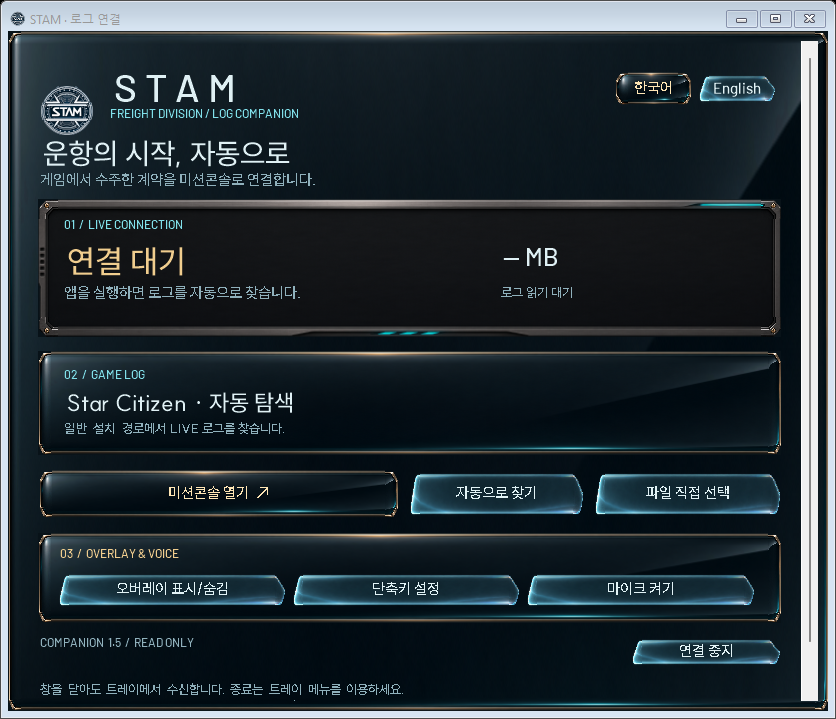 STAM · 로그 연결
STAM
STAM
한국어
English
FREIGHT DIVISION / LOG COMPANION
운항의 시작, 자동으로
게임에서 수주한 계약을 미션콘솔로 연결합니다.
01 / LIVE CONNECTION
연결 대기
— MB
앱을 실행하면 로그를 자동으로 찾습니다.
로그 읽기 대기
02 / GAME LOG
Star Citizen · 자동 탐색
일반 설치 경로에서 LIVE 로그를 찾습니다.
미션콘솔 열기 ↗
자동으로 찾기
파일 직접 선택
03 / OVERLAY & VOICE
오버레이 표시/숨김
단축키 설정
마이크 켜기
COMPANION 1.5 / READ ONLY
연결 중지
창을 닫아도 트레이에서 수신합니다. 종료는 트레이 메뉴를 이용하세요.